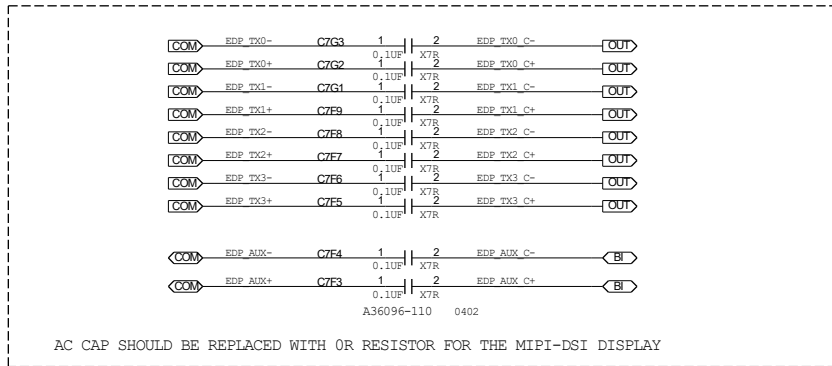 COM EDP_TX0- C7G3 1 2 EDP_TX0_C- OUT
0.1UF X7R
COM EDP_TX0+ C7G2 1 2 EDP_TX0_C+ OUT
0.1UF X7R
COM EDP_TX1- C7G1 1 2 EDP_TX1_C- OUT
0.1UF X7R
COM EDP_TX1+ C7F9 1 2 EDP_TX1_C+ OUT
0.1UF X7R
COM EDP_TX2- C7F8 1 2 EDP_TX2_C- OUT
0.1UF X7R
COM EDP_TX2+ C7F7 1 2 EDP_TX2_C+ OUT
0.1UF X7R
COM EDP_TX3- C7F6 1 2 EDP_TX3_C- OUT
0.1UF X7R
COM EDP_TX3+ C7F5 1 2 EDP_TX3_C+ OUT
0.1UF X7R
COM EDP_AUX- C7F4 1 2 EDP_AUX_C- BI
0.1UF X7R
COM EDP_AUX+ C7F3 1 2 EDP_AUX_C+ BI
0.1UF X7R
A36096-110 0402
AC CAP SHOULD BE REPLACED WITH 0R RESISTOR FOR THE MIPI-DSI DISPLAY